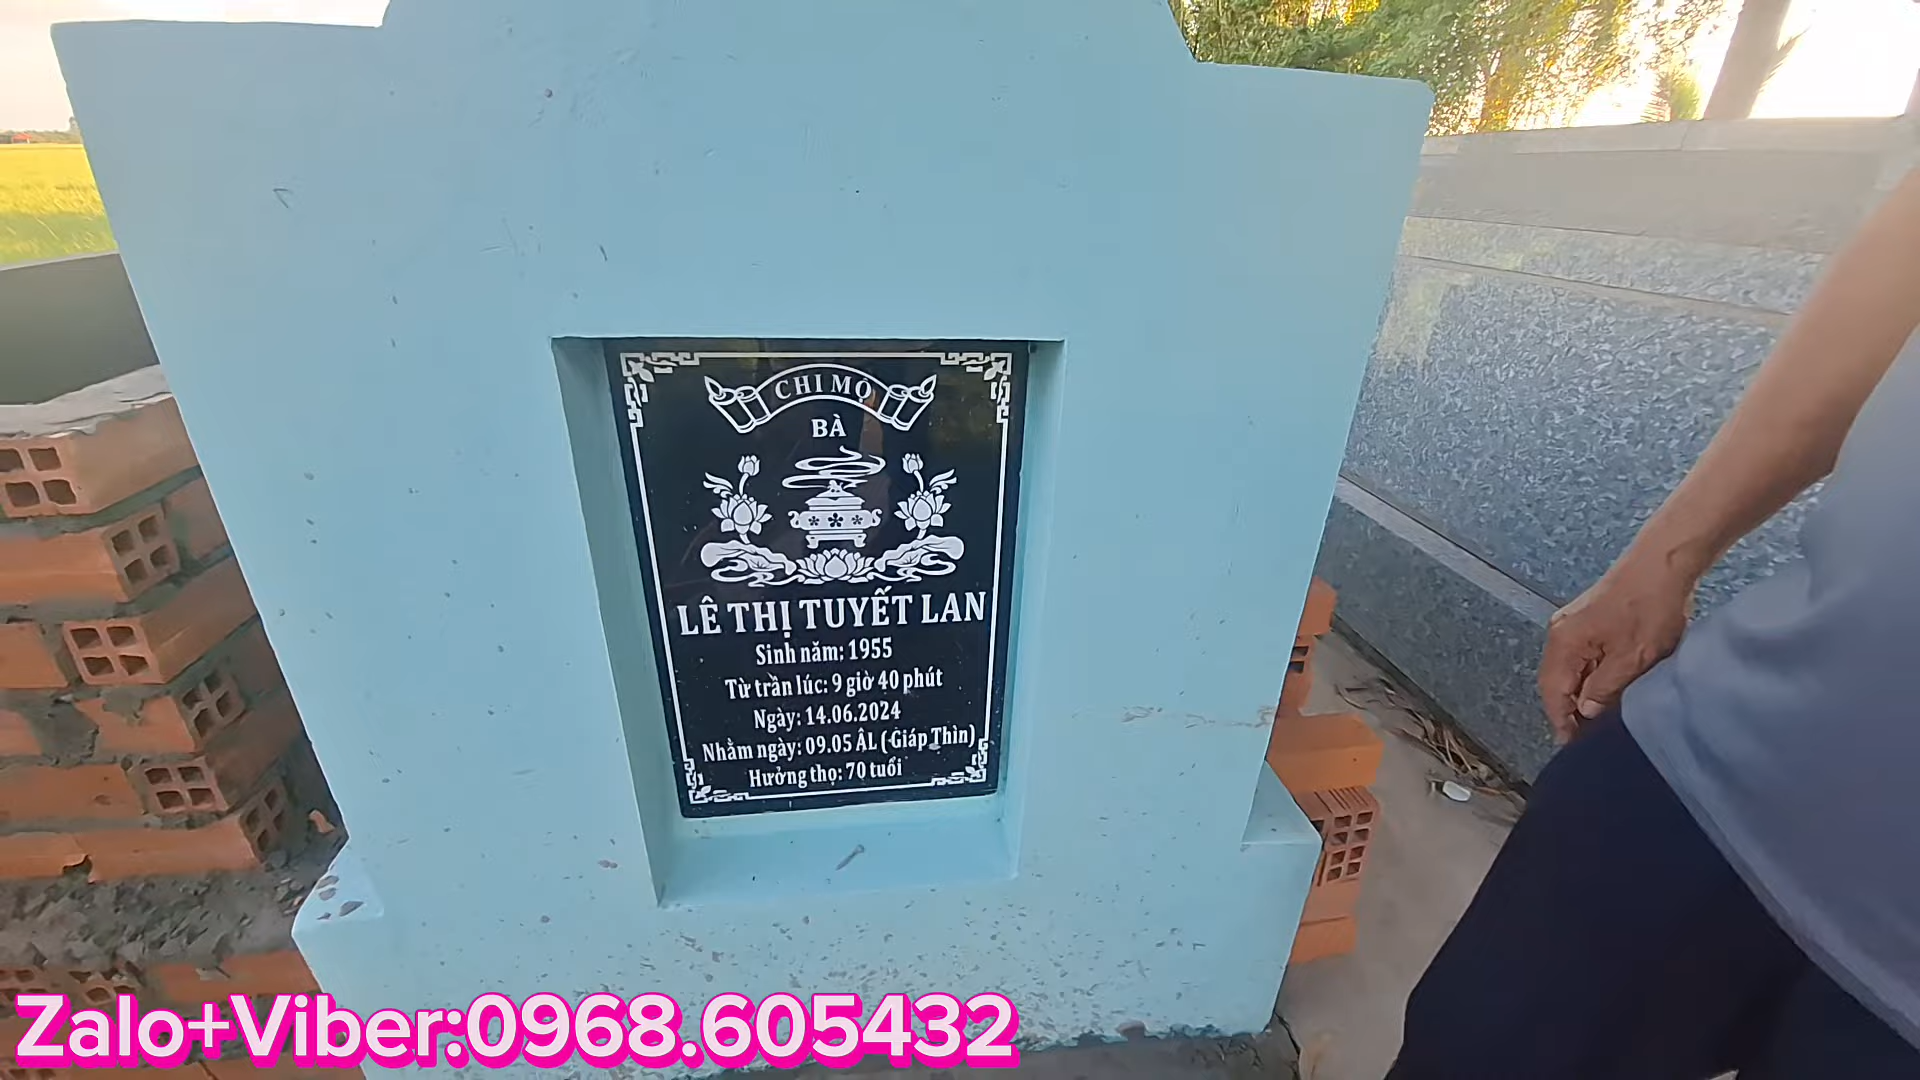 CHI MỘ
BÀ
LÊ THỊ TUYẾT LAN
Sinh năm: 1955
Từ trần lúc: 9 giờ 40 phút
Ngày: 14.06.2024
Nhằm ngày: 09.05 ÂL (Giáp Thìn)
Hưởng thọ: 70 tuổi
Zalo+Viber:0968.605432